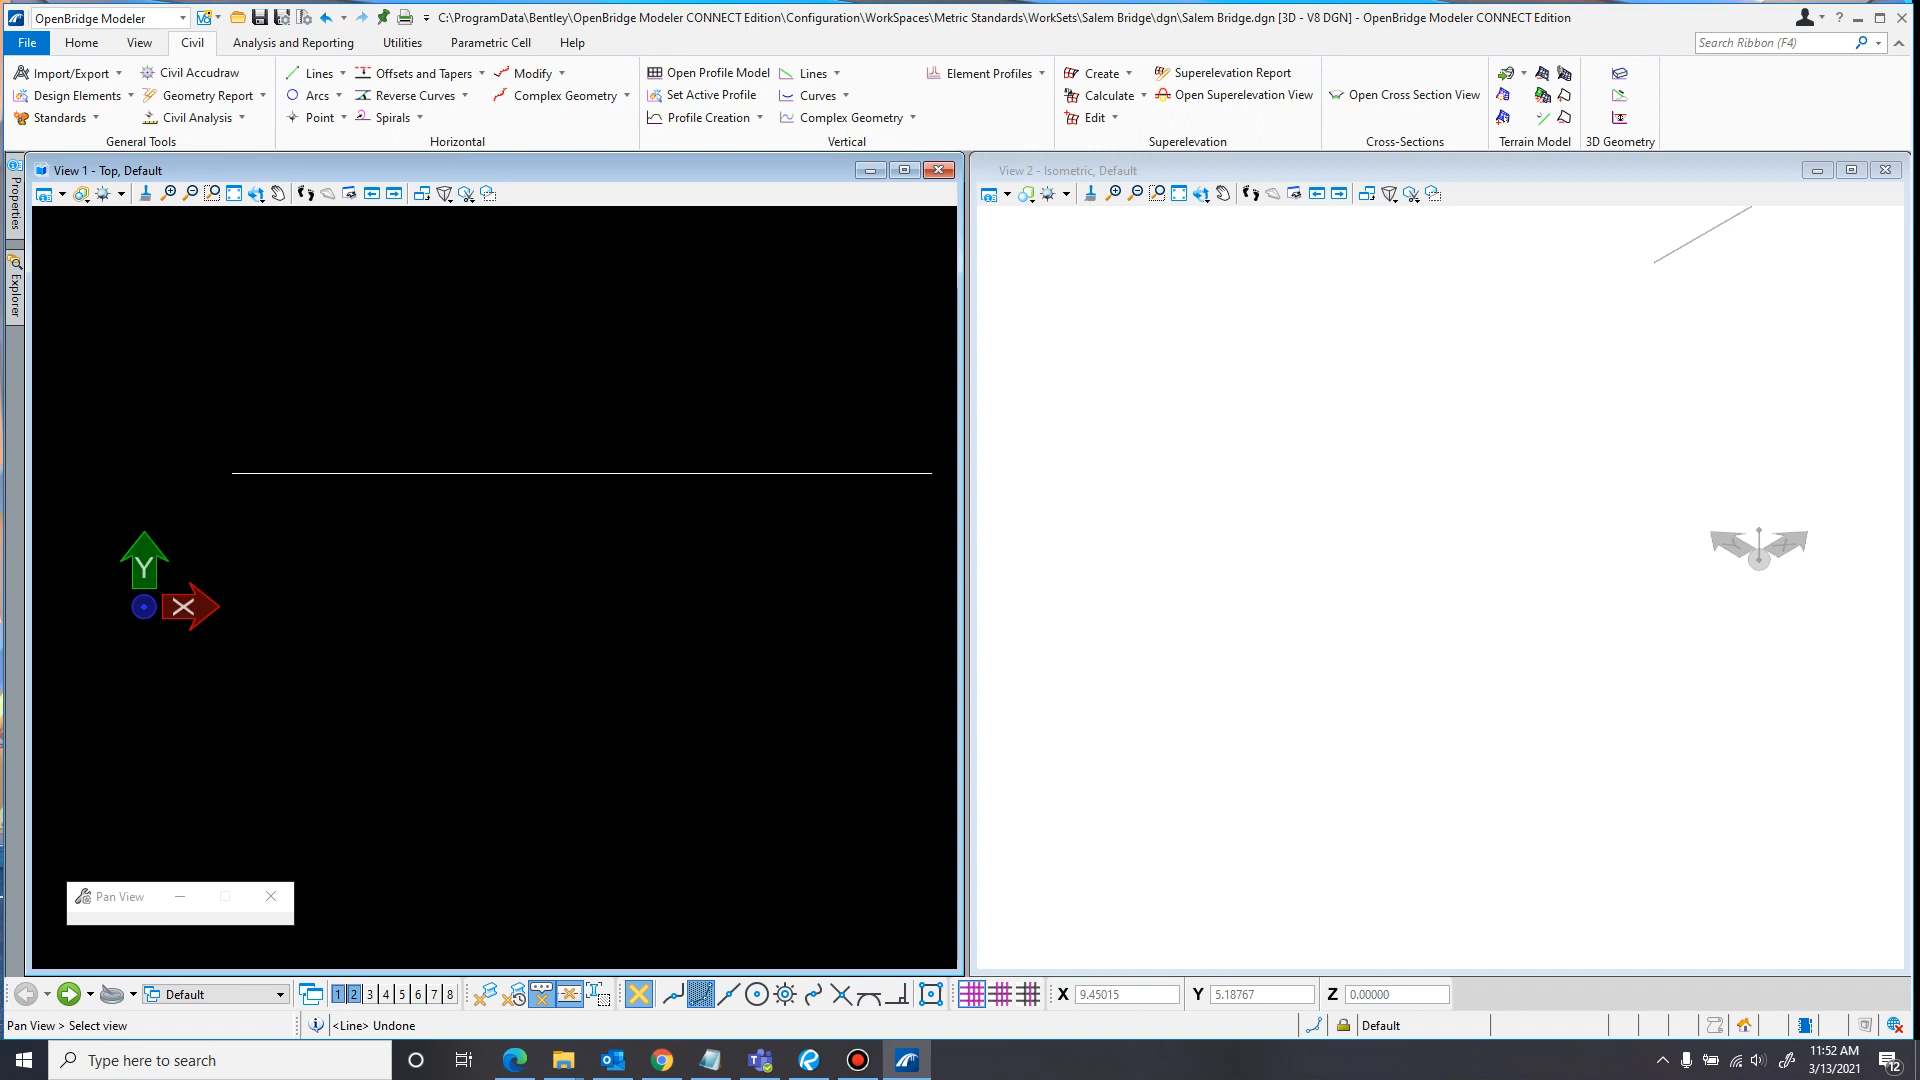 OpenBridge Modeler
C:\ProgramData\Bentley\OpenBridge Modeler CONNECT Edition\Configuration\WorkSpaces\Metric Standards\WorkSets\Salem Bridge\dgn\Salem Bridge.dgn [3D - V8 DGN] - OpenBridge Modeler CONNECT Edition
File Home View Civil Analysis and Reporting Utilities Parametric Cell Help
Search Ribbon (F4)
Import/Export Civil Accudraw Lines Offsets and Tapers Modify Open Profile Model Lines Element Profiles Create Superelevation Report
Design Elements Geometry Report Arcs Reverse Curves Complex Geometry Set Active Profile Curves Calculate Open Superelevation View Open Cross Section View
Standards Civil Analysis Point Spirals Profile Creation Complex Geometry Edit
General Tools Horizontal Vertical Superelevation Cross-Sections Terrain Model 3D Geometry
Properties
Explorer
View 1 - Top, Default
View 2 - Isometric, Default
Y
X
Y X
Pan View
Default
1 2 3 4 5 6 7 8
X 9.45015 Y 5.18767 Z 0.00000
Pan View > Select view
<Line> Undone
Default
Type here to search
11:52 AM
3/13/2021
12